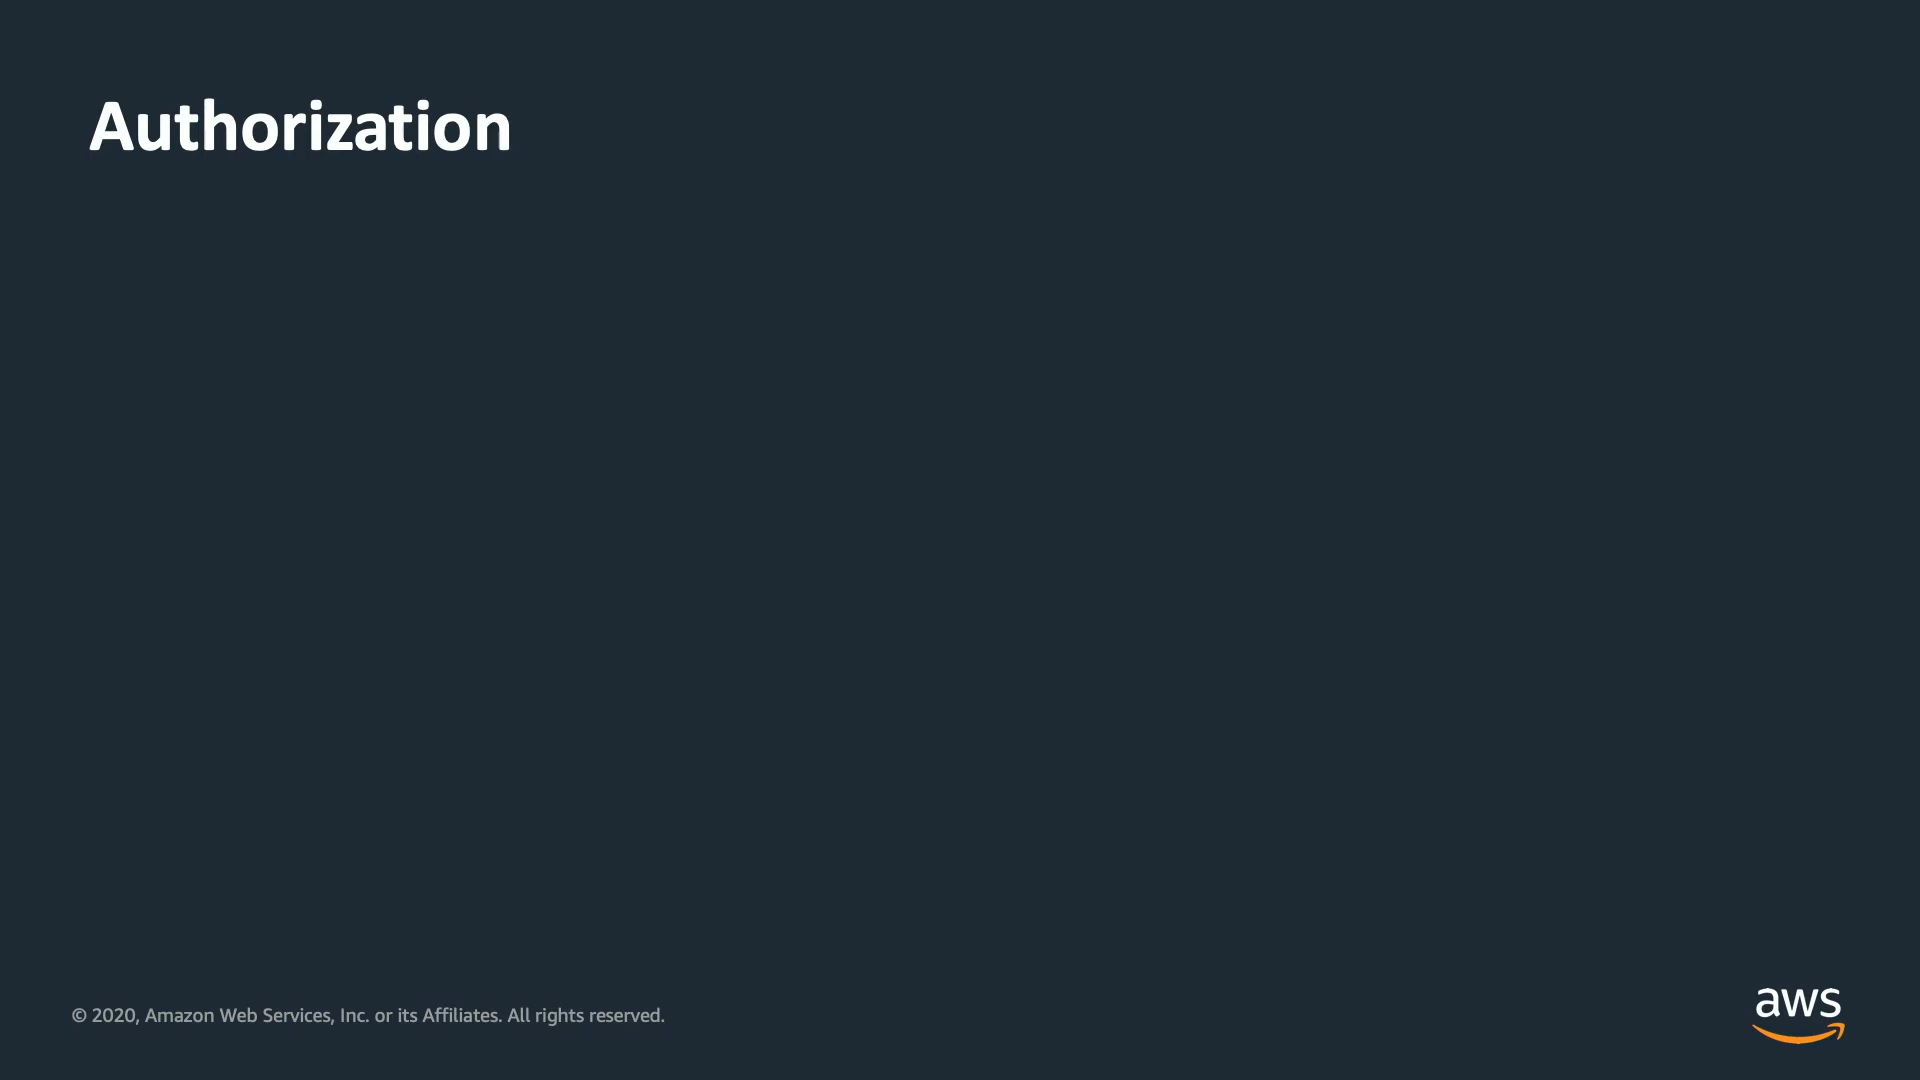 Authorization
© 2020, Amazon Web Services, Inc. or its Affiliates. All rights reserved.
aws